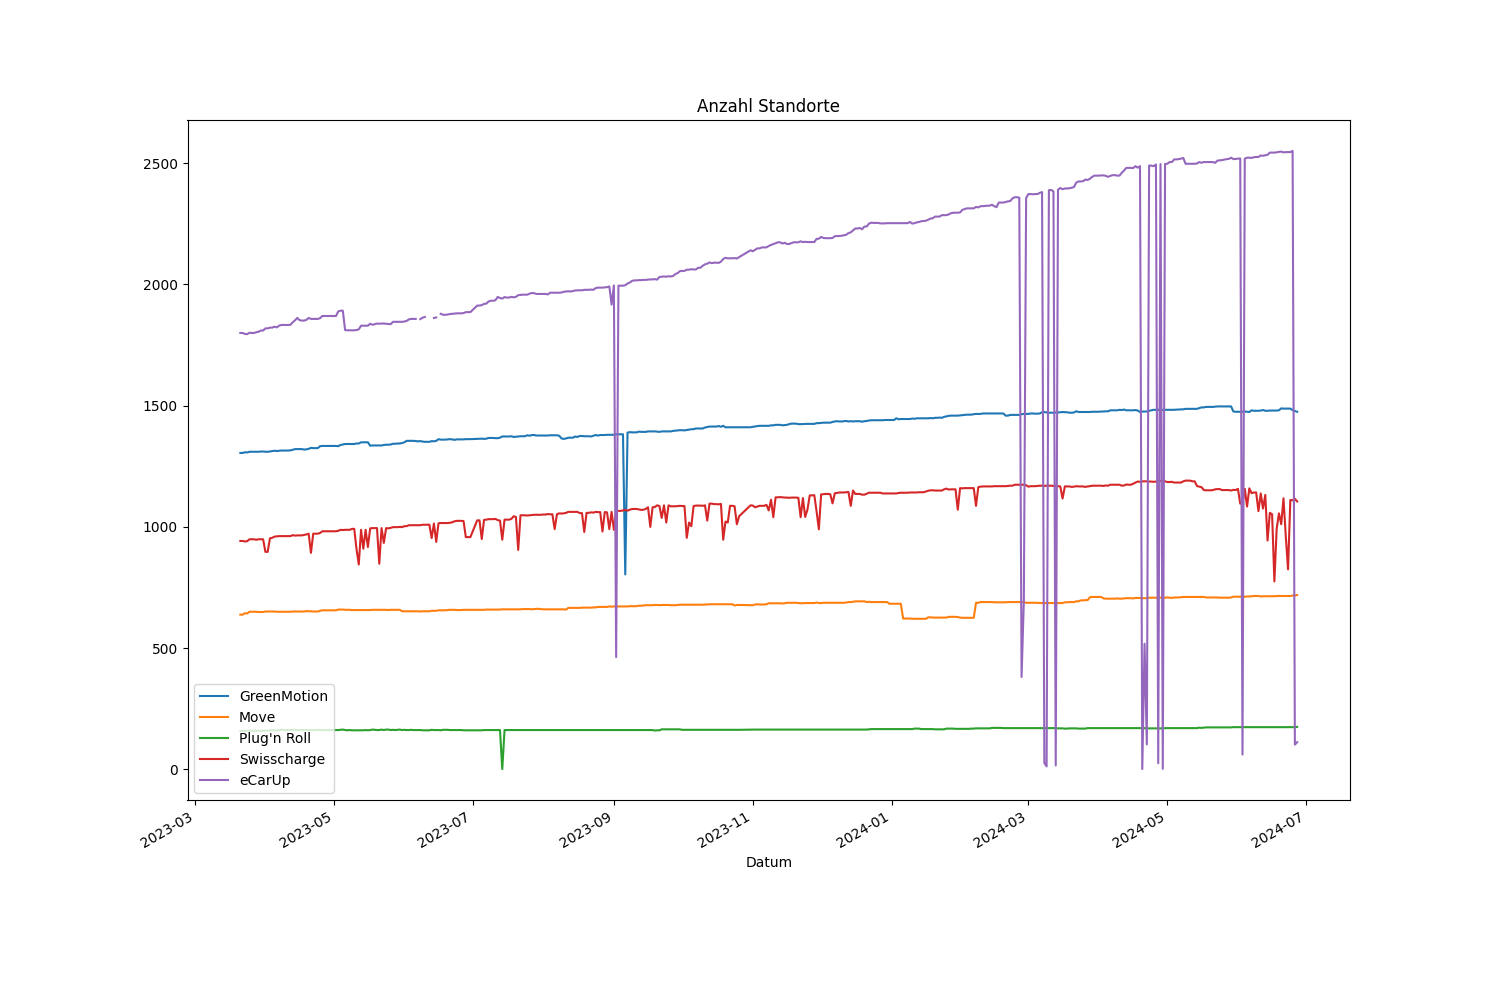 Anzahl Standorte
2500
2000
1500
1000
500
0
GreenMotion
Move
Plug'n Roll
Swisscharge
eCarUp
2023-03
2023-05
2023-07
2023-09
2023-11
2024-01
2024-03
2024-05
2024-07
Datum